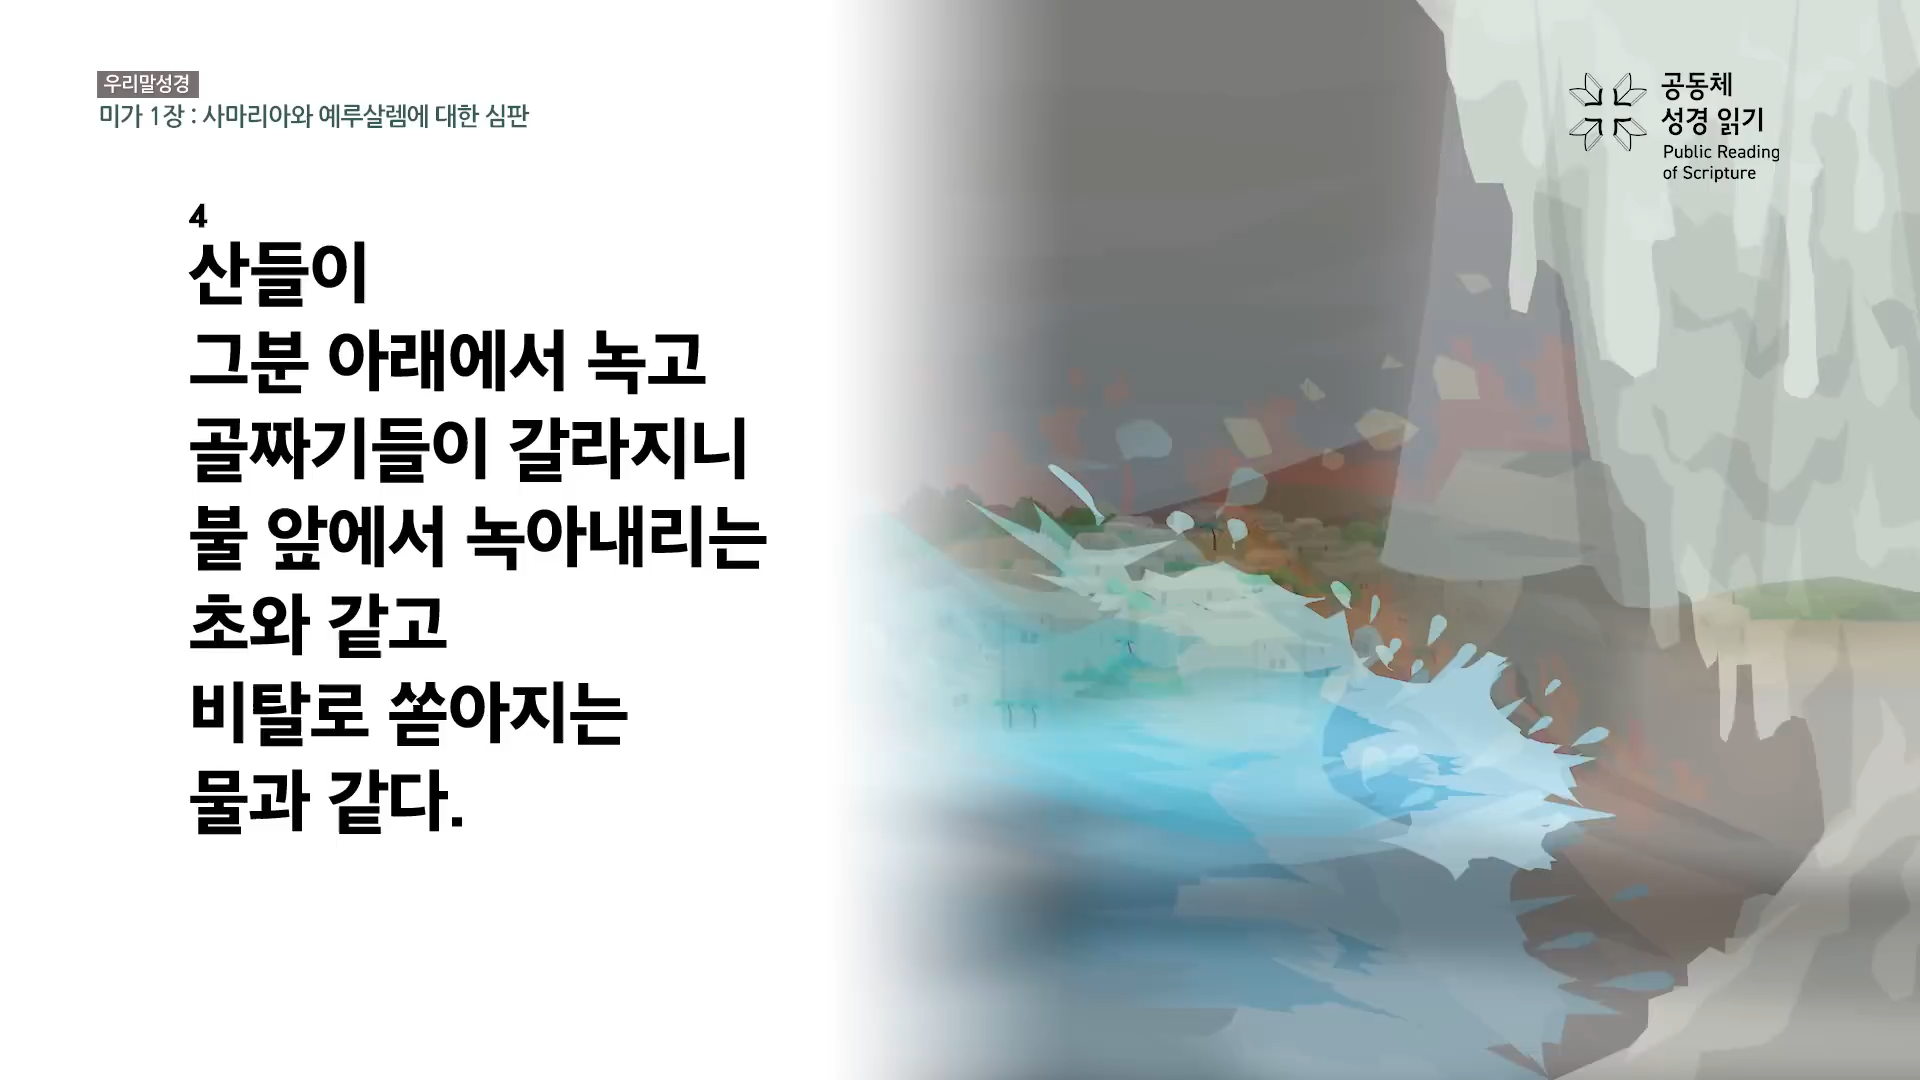 우리말성경
미가 1장 : 사마리아와 예루살렘에 대한 심판
4
산들이
그분 아래에서 녹고
골짜기들이 갈라지니
불 앞에서 녹아내리는
초와 같고
비탈로 쏟아지는
물과 같다.
공동체
성경 읽기
Public Reading
of Scripture